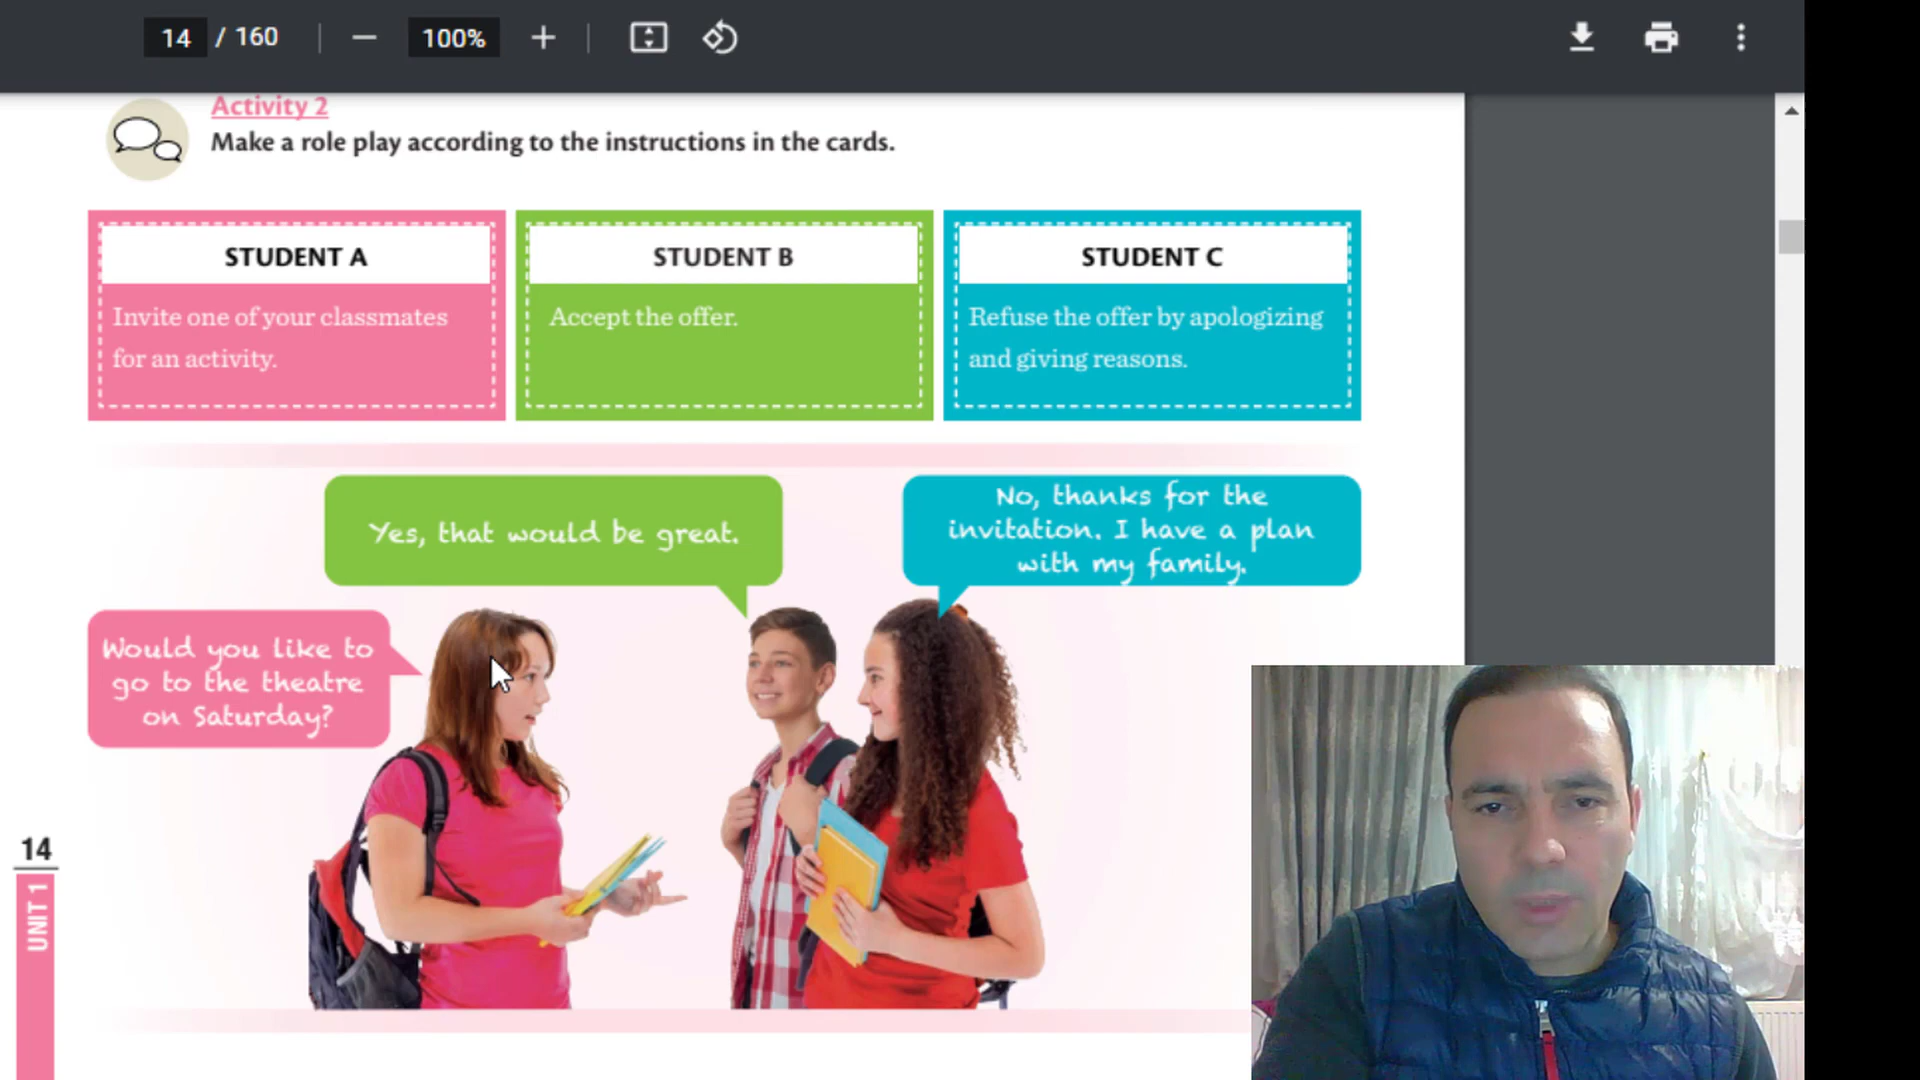 14 / 160
100%
Activity 2
Make a role play according to the instructions in the cards.
STUDENT A
Invite one of your classmates
for an activity.
STUDENT B
Accept the offer.
STUDENT C
Refuse the offer by apologizing
and giving reasons.
Yes, that would be great.
No, thanks for the
invitation. I have a plan
with my family.
Would you like to
go to the theatre
on Saturday?
14
UNIT 1